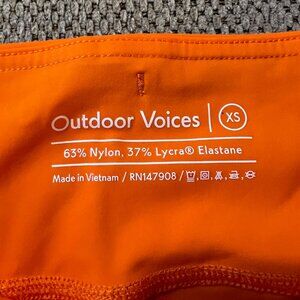 Outdoor Voices | XS
63% Nylon, 37% Lycra® Elastane
Made in Vietnam / RN147908 /